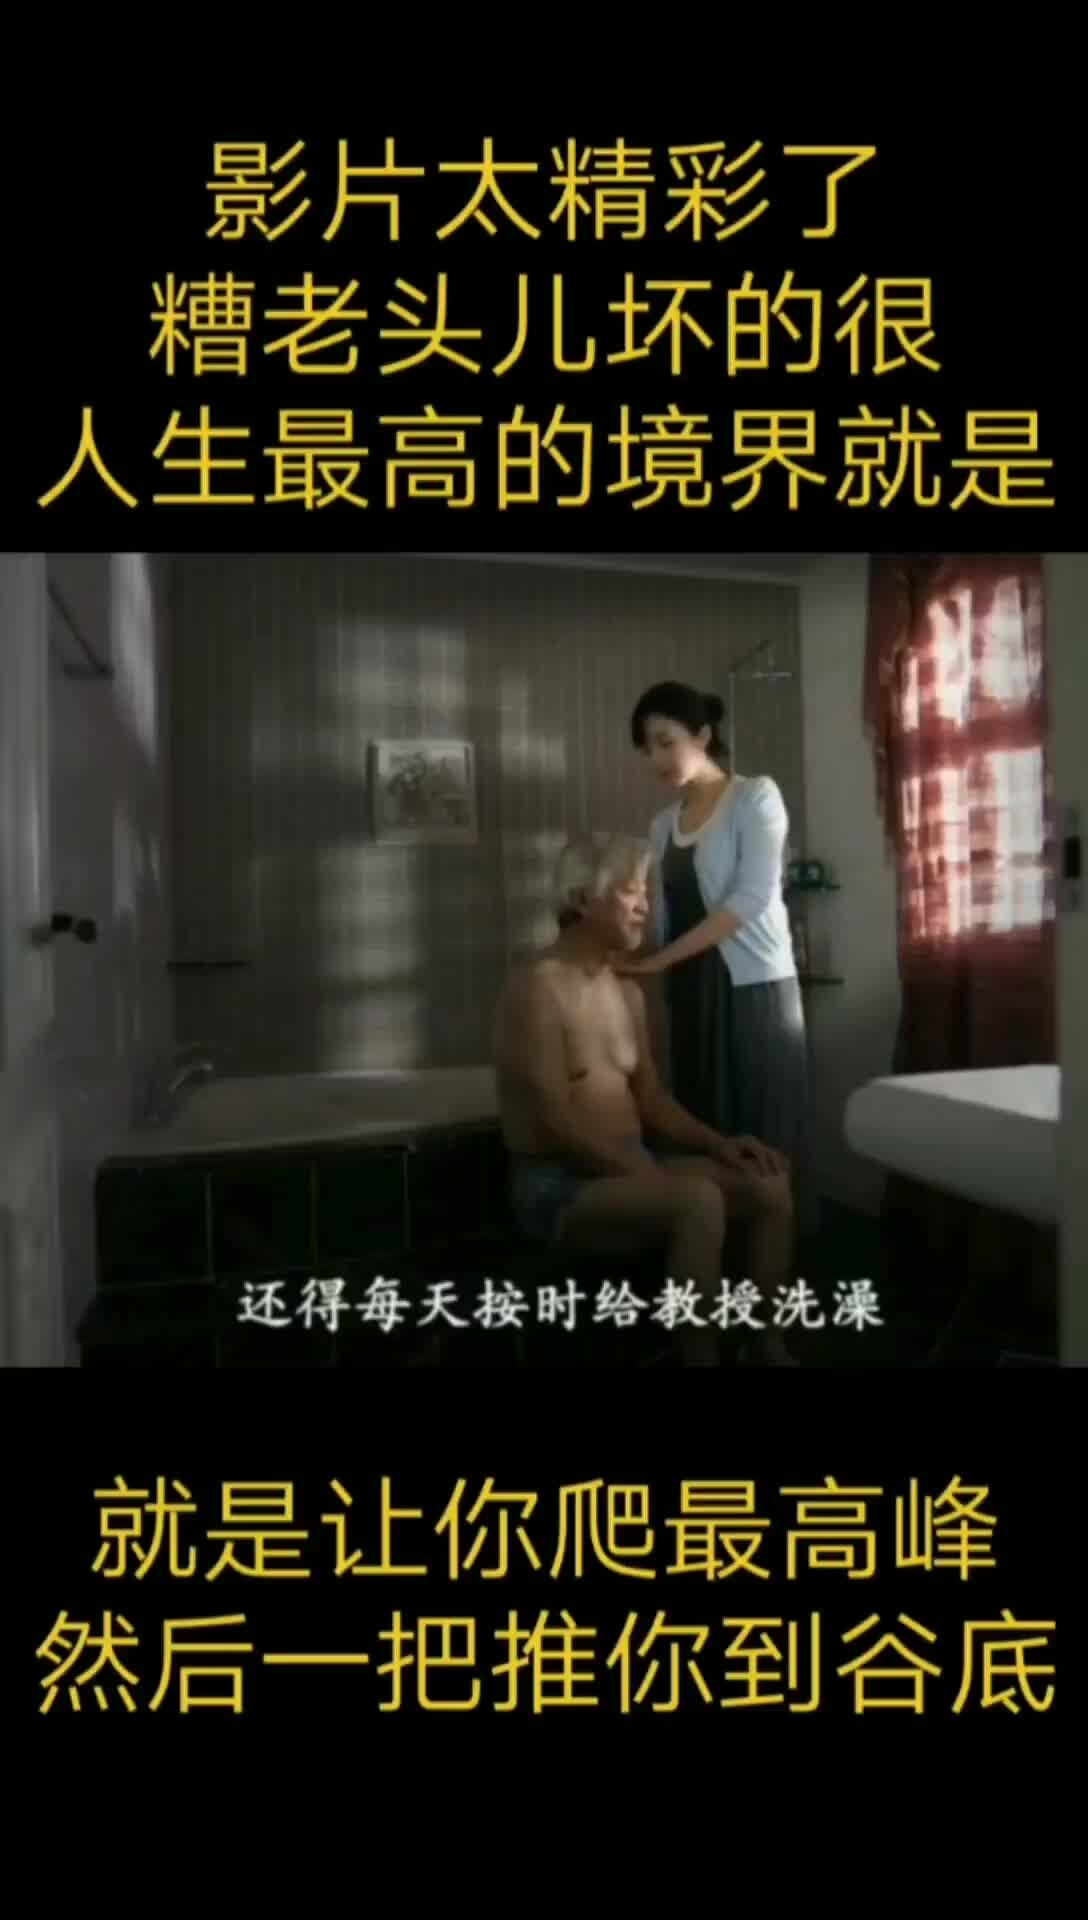 影片太精彩了
糟老头儿坏的很
人生最高的境界就是
还得每天按时给教授洗澡
就是让你爬最高峰
然后一把推你到谷底